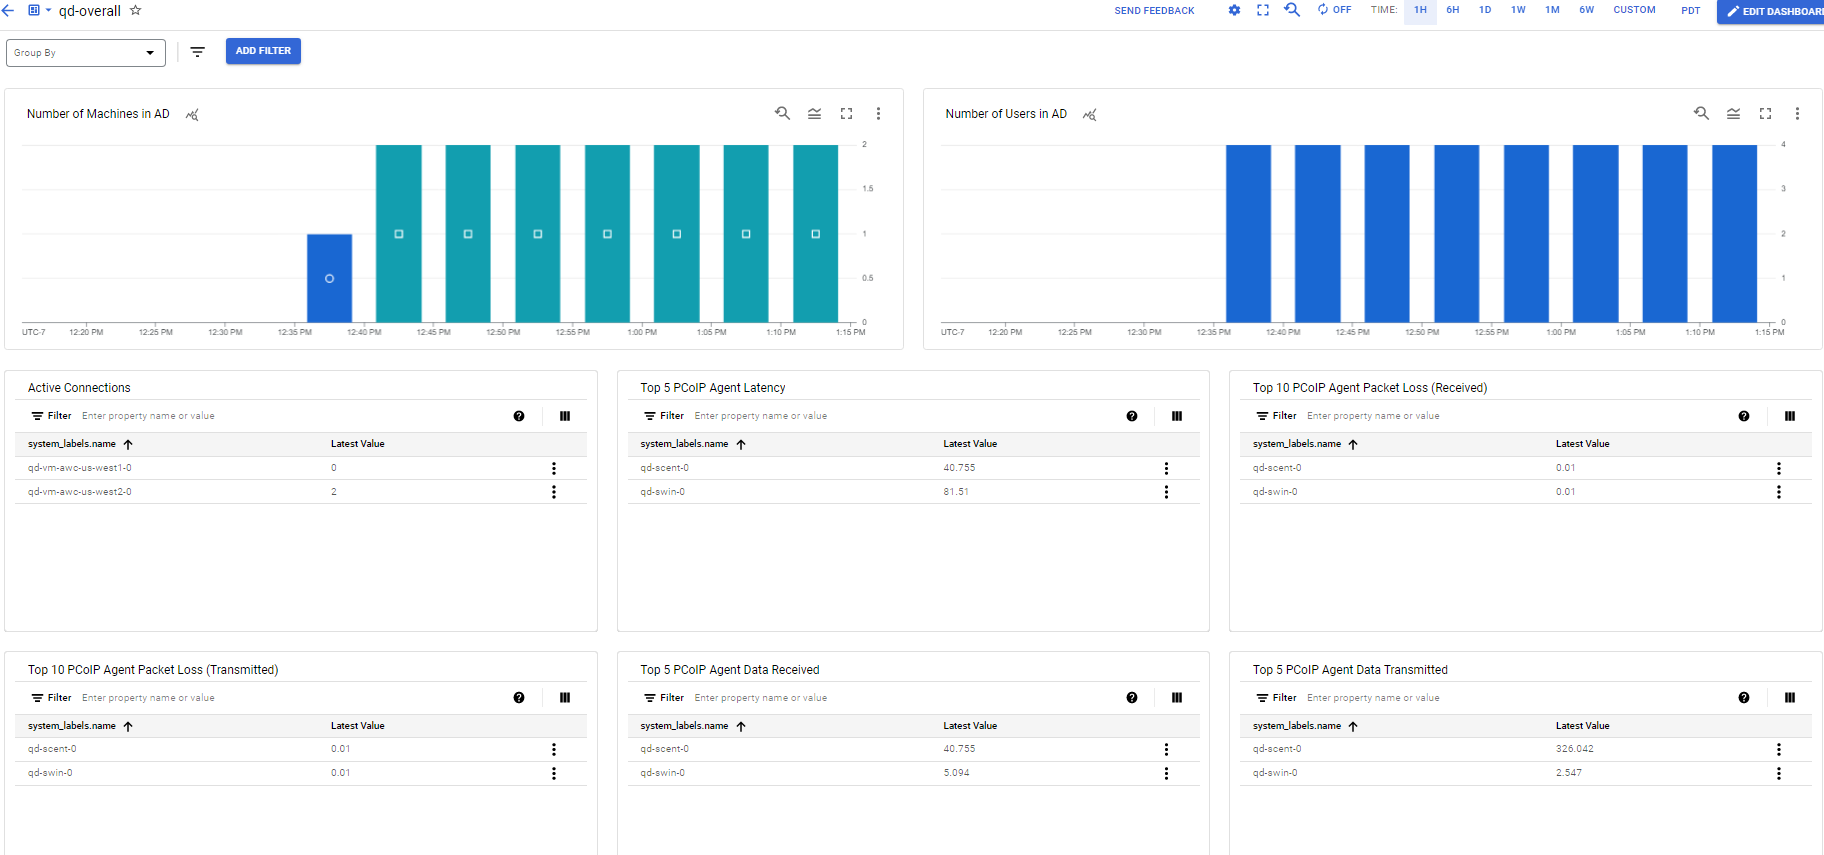 qd-overall
SEND FEEDBACK OFF TIME: 1H 6H 1D 1W 1M 6W CUSTOM PDT EDIT DASHBOAR
Group By
ADD FILTER
Number of Machines in AD
2
1.5
1
0.5
0
UTC-7 12:20 PM 12:25 PM 12:30 PM 12:35 PM 12:40 PM 12:45 PM 12:50 PM 12:55 PM 1:00 PM 1:05 PM 1:10 PM 1:15 PM
Number of Users in AD
4
3
2
1
0
UTC-7 12:20 PM 12:25 PM 12:30 PM 12:35 PM 12:40 PM 12:45 PM 12:50 PM 12:55 PM 1:00 PM 1:05 PM 1:10 PM 1:15 PM
Active Connections
Filter Enter property name or value
system_labels.name Latest Value
qd-vm-awc-us-west1-0 0
qd-vm-awc-us-west2-0 2
Top 5 PCoIP Agent Latency
Filter Enter property name or value
system_labels.name Latest Value
qd-scent-0 40.755
qd-swin-0 81.51
Top 10 PCoIP Agent Packet Loss (Received)
Filter Enter property name or value
system_labels.name Latest Value
qd-scent-0 0.01
qd-swin-0 0.01
Top 10 PCoIP Agent Packet Loss (Transmitted)
Filter Enter property name or value
system_labels.name Latest Value
qd-scent-0 0.01
qd-swin-0 0.01
Top 5 PCoIP Agent Data Received
Filter Enter property name or value
system_labels.name Latest Value
qd-scent-0 40.755
qd-swin-0 5.094
Top 5 PCoIP Agent Data Transmitted
Filter Enter property name or value
system_labels.name Latest Value
qd-scent-0 326.042
qd-swin-0 2.547